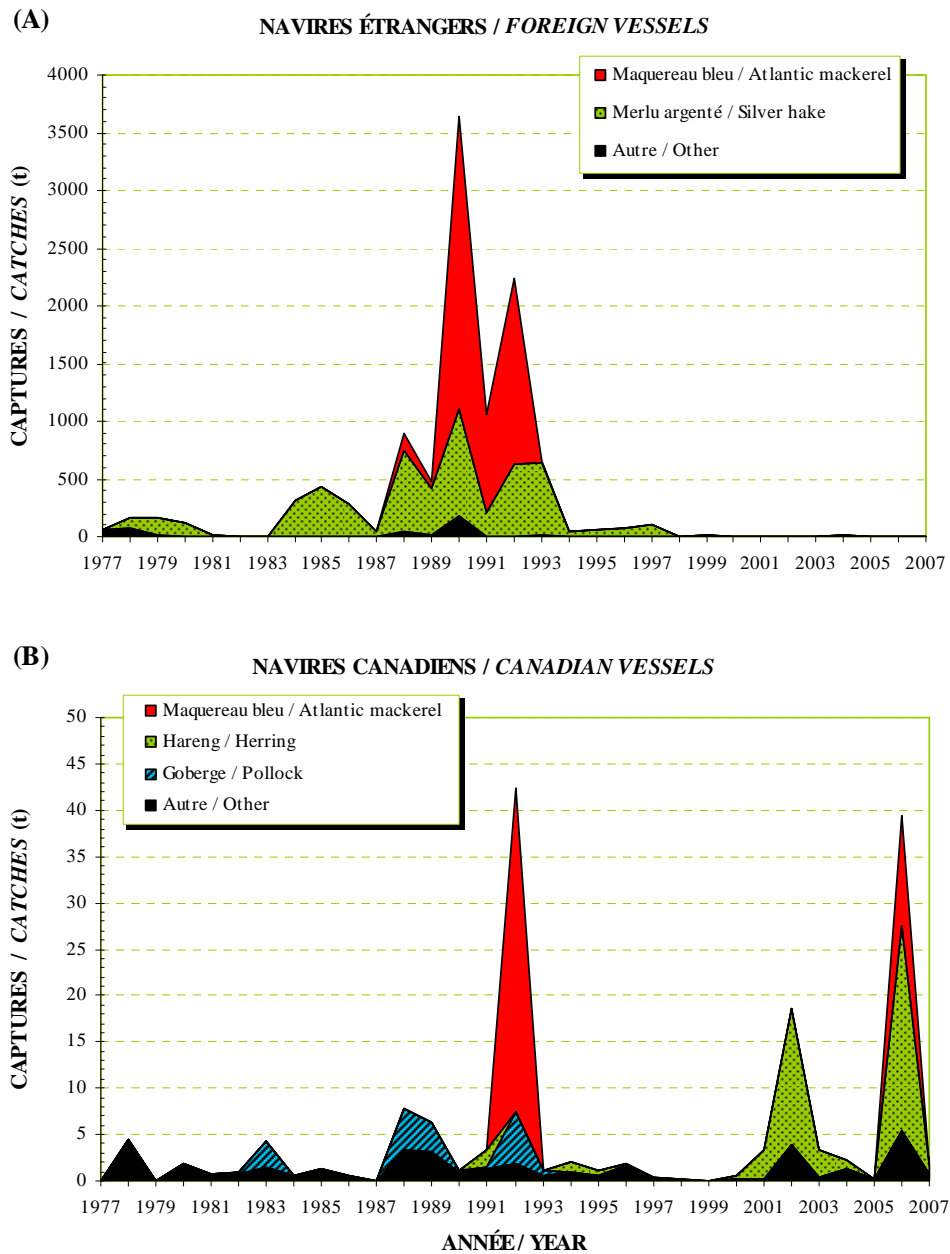 (A)
NAVIRES ÉTRANGERS / FOREIGN VESSELS
Maquereau bleu / Atlantic mackerel
Merlu argenté / Silver hake
Autre / Other
CAPTURES / CATCHES (t)
4000
3500
3000
2500
2000
1500
1000
500
0
1977 1979 1981 1983 1985 1987 1989 1991 1993 1995 1997 1999 2001 2003 2005 2007
(B)
NAVIRES CANADIENS / CANADIAN VESSELS
Maquereau bleu / Atlantic mackerel
Hareng / Herring
Goberge / Pollock
Autre / Other
CAPTURES / CATCHES (t)
50
45
40
35
30
25
20
15
10
5
0
1977 1979 1981 1983 1985 1987 1989 1991 1993 1995 1997 1999 2001 2003 2005 2007
ANNÉE / YEAR